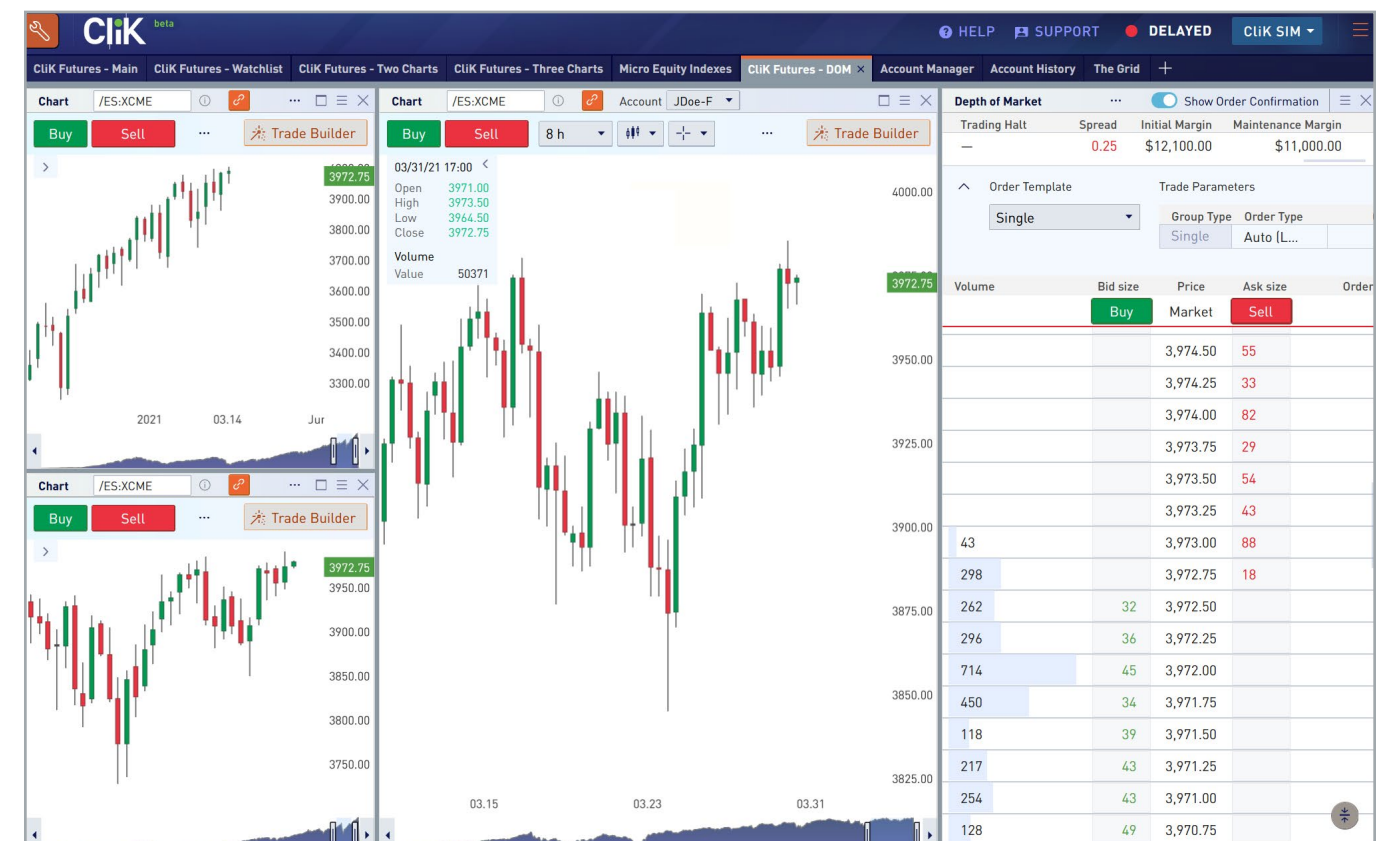 CliK beta
HELP SUPPORT DELAYED CliK SIM
CliK Futures - Main CliK Futures - Watchlist CliK Futures - Two Charts CliK Futures - Three Charts Micro Equity Indexes CliK Futures - DOM × Account Manager Account History The Grid +
Chart /ES:XCME
Buy Sell ... Trade Builder
3972.75
3900.00
3800.00
3700.00
3600.00
3500.00
3400.00
3300.00
2021 03.14 Jur
Chart /ES:XCME
Buy Sell ... Trade Builder
3972.75
3950.00
3900.00
3850.00
3800.00
3750.00
Chart /ES:XCME Account JDoe-F
Buy Sell 8 h ... Trade Builder
03/31/21 17:00
Open 3971.00
High 3973.50
Low 3964.50
Close 3972.75
Volume
Value 50371
4000.00
3972.75
3950.00
3925.00
3900.00
3875.00
3850.00
3825.00
03.15 03.23 03.31
Depth of Market ... Show Order Confirmation
Trading Halt Spread Initial Margin Maintenance Margin
— 0.25 $12,100.00 $11,000.00
Order Template Trade Parameters
Single Group Type Order Type
Single Auto (L...
Volume Bid size Price Ask size Order
Buy Market Sell
3,974.50 55
3,974.25 33
3,974.00 82
3,973.75 29
3,973.50 54
3,973.25 43
43 3,973.00 88
298 3,972.75 18
262 32 3,972.50
296 36 3,972.25
714 45 3,972.00
450 34 3,971.75
118 39 3,971.50
217 43 3,971.25
254 43 3,971.00
128 49 3,970.75